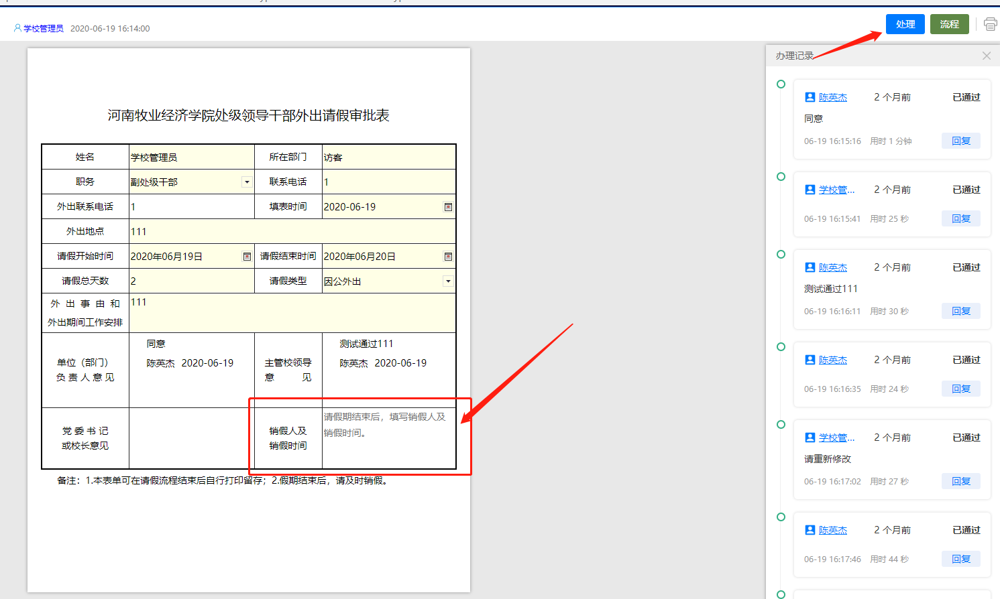 学校管理员 2020-06-19 16:14:00
处理 流程
办理记录
河南牧业经济学院处级领导干部外出请假审批表
姓名 学校管理员 所在部门 访客
职务 副处级干部 联系电话 1
外出联系电话 1 填表时间 2020-06-19
外出地点 111
请假开始时间 2020年06月19日 请假结束时间 2020年06月20日
请假总天数 2 请假类型 因公外出
外 出 事 由 和
外出期间工作安排
111
单位（部门）
负 责 人 意 见
同意
陈英杰 2020-06-19
主管校领导
意 见
测试通过111
陈英杰 2020-06-19
党 委 书 记
或校长意见
销假人及
销假时间
请假期结束后，填写销假人及
销假时间。
备注：1.本表单可在请假流程结束后自行打印留存；2.假期结束后，请及时销假。
陈英杰 2 个月前 已通过
同意
06-19 16:15:16 用时 1 分钟 回复
学校管... 2 个月前 已通过
06-19 16:15:41 用时 25 秒 回复
陈英杰 2 个月前 已通过
测试通过111
06-19 16:16:11 用时 30 秒 回复
陈英杰 2 个月前 已通过
06-19 16:16:35 用时 24 秒 回复
学校管... 2 个月前 已通过
请重新修改
06-19 16:17:02 用时 27 秒 回复
陈英杰 2 个月前 已通过
06-19 16:17:46 用时 44 秒 回复